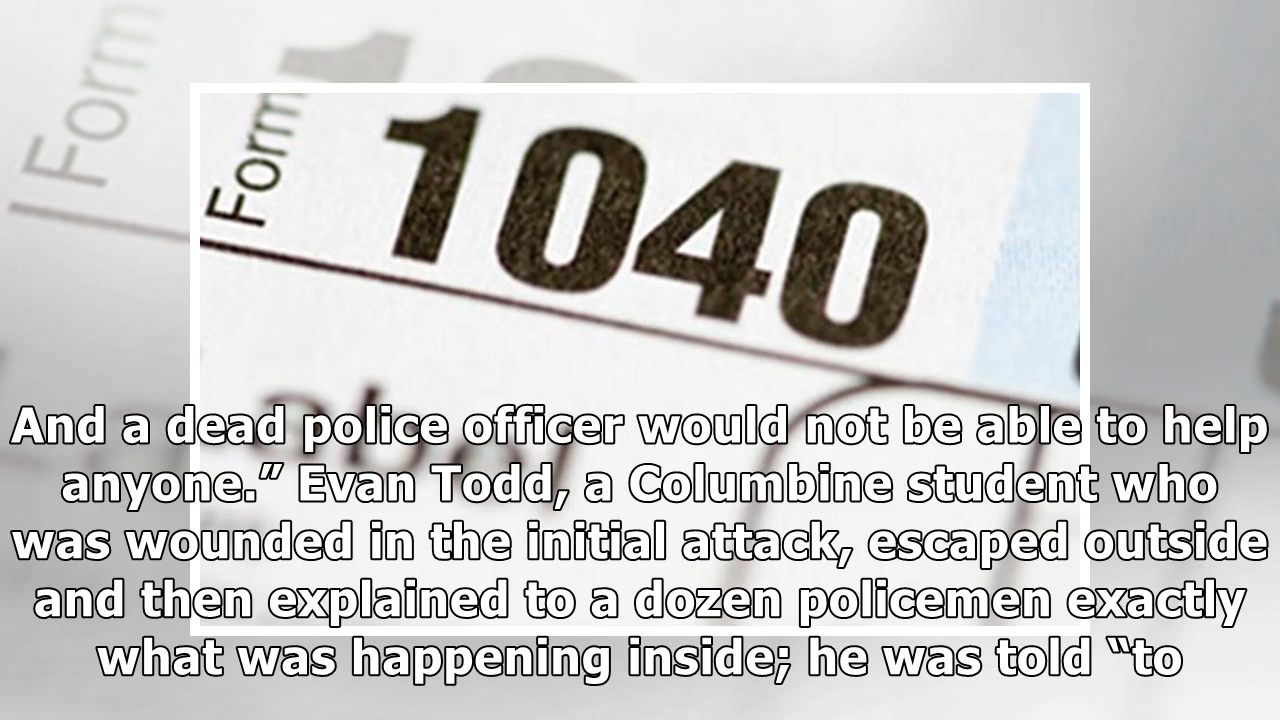 Form
Form 1040
And a dead police officer would not be able to help
anyone.” Evan Todd, a Columbine student who
was wounded in the initial attack, escaped outside
and then explained to a dozen policemen exactly
what was happening inside; he was told “to